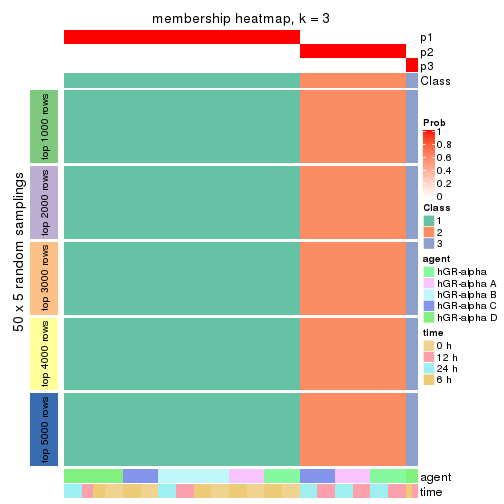 membership heatmap, k = 3
p1
p2
p3
Class
50 x 5 random samplings
top 1000 rows
top 2000 rows
top 3000 rows
top 4000 rows
top 5000 rows
Prob
1
0.8
0.6
0.4
0.2
0
Class
1
2
3
agent
hGR-alpha
hGR-alpha A
hGR-alpha B
hGR-alpha C
hGR-alpha D
time
0 h
12 h
24 h
6 h
agent
time